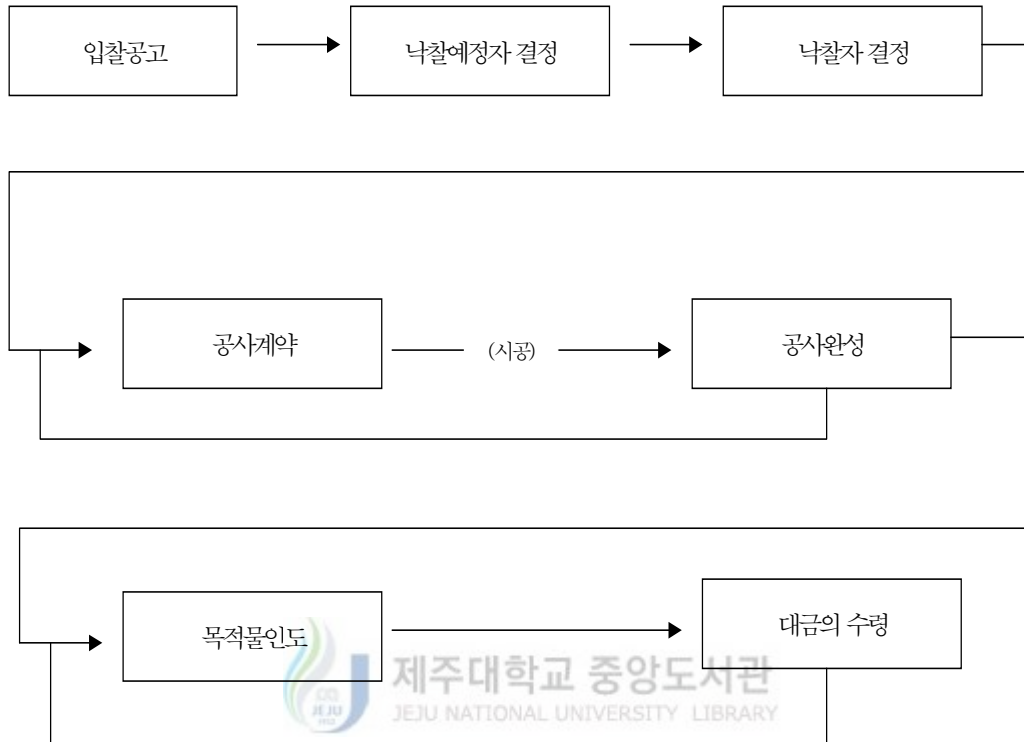 입찰공고
낙찰예정자 결정
낙찰자 결정
공사계약
(시공)
공사완성
목적물인도
대금의 수령
제주대학교 중앙도서관
JEJU NATIONAL UNIVERSITY LIBRARY
JEJU
1952